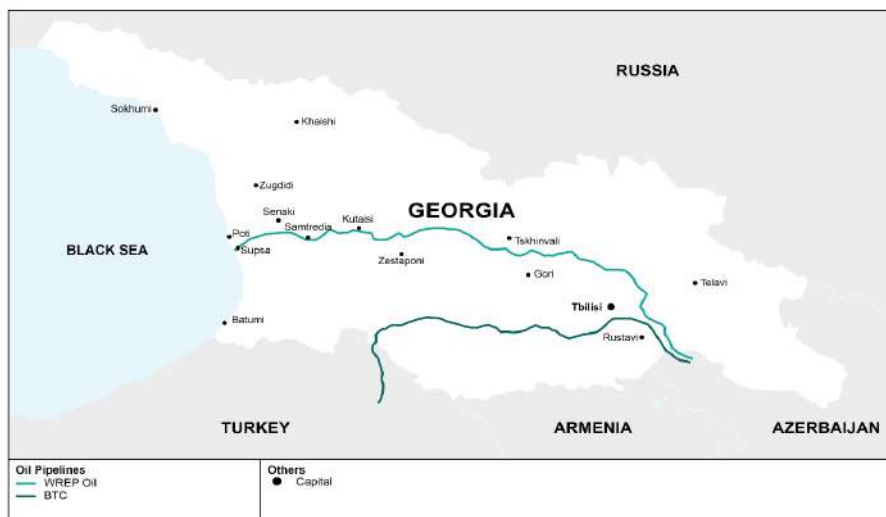 RUSSIA
Sokhumi
Khaishi
Zugdidi
Senaki
Kutaisi
GEORGIA
Samtredia
Poti
Tskhinvali
BLACK SEA
Supsa
Zestaponi
Gori
Telavi
Tbilisi
Batumi
Rustavi
TURKEY
ARMENIA
AZERBAIJAN
Oil Pipelines
WREP Oil
BTC
Others
Capital